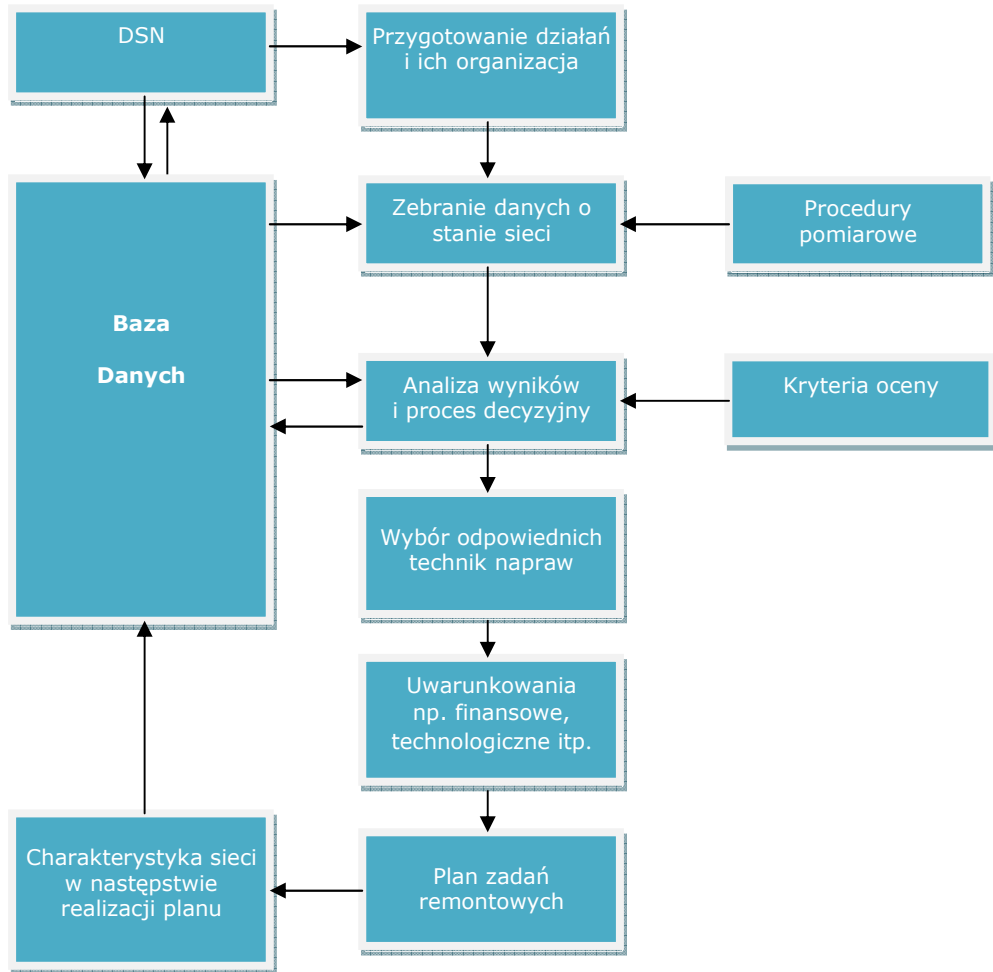 DSN
Przygotowanie działań
i ich organizacja
Zebranie danych o
stanie sieci
Procedury
pomiarowe
Baza
Danych
Analiza wyników
i proces decyzyjny
Kryteria oceny
Wybór odpowiednich
technik napraw
Uwarunkowania
np. finansowe,
technologiczne itp.
Charakterystyka sieci
w następstwie
realizacji planu
Plan zadań
remontowych